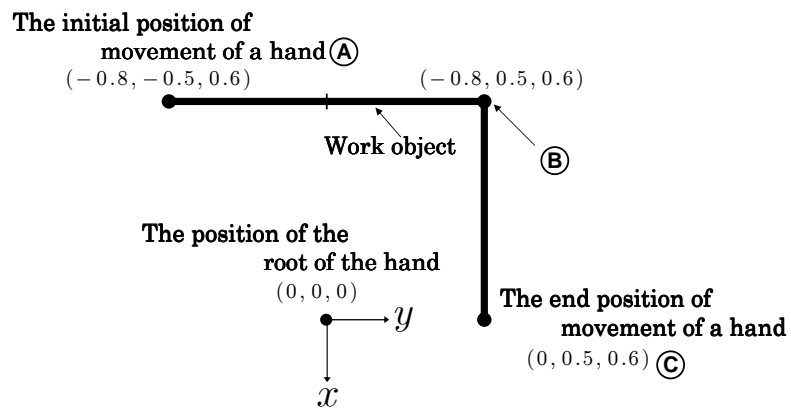 The initial position of
movement of a hand Ⓐ
(−0.8, −0.5, 0.6)
(−0.8, 0.5, 0.6)
Work object
Ⓑ
The position of the
root of the hand
(0, 0, 0)
y
x
The end position of
movement of a hand
(0, 0.5, 0.6) Ⓒ